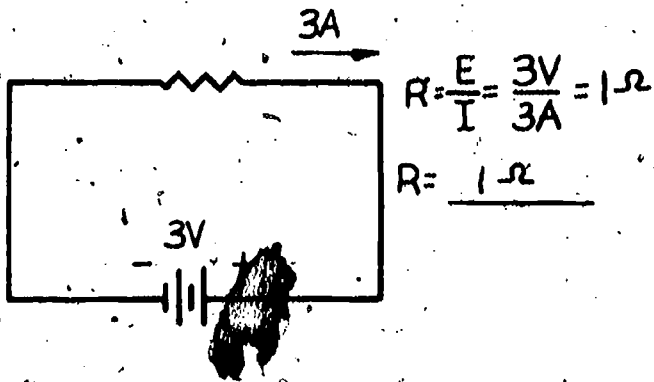 3A
R = E/I = 3V/3A = 1Ω
R = 1Ω
3V
- +